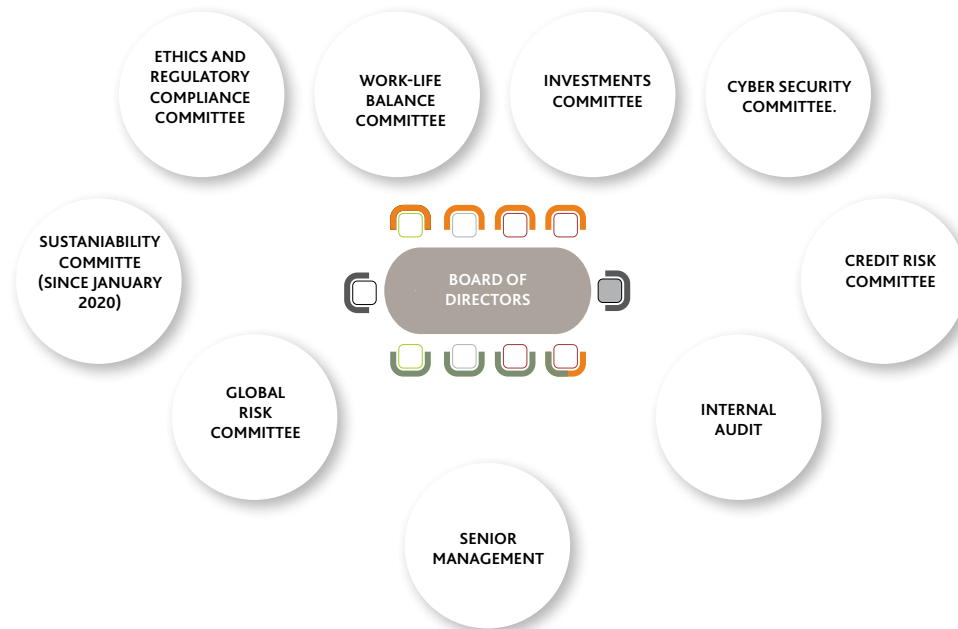 ETHICS AND
REGULATORY
COMPLIANCE
COMMITTEE
WORK-LIFE
BALANCE
COMMITTEE
INVESTMENTS
COMMITTEE
CYBER SECURITY
COMMITTEE.
SUSTANIABILITY
COMMITTE
(SINCE JANUARY
2020)
BOARD OF
DIRECTORS
CREDIT RISK
COMMITTEE
GLOBAL
RISK
COMMITTEE
INTERNAL
AUDIT
SENIOR
MANAGEMENT